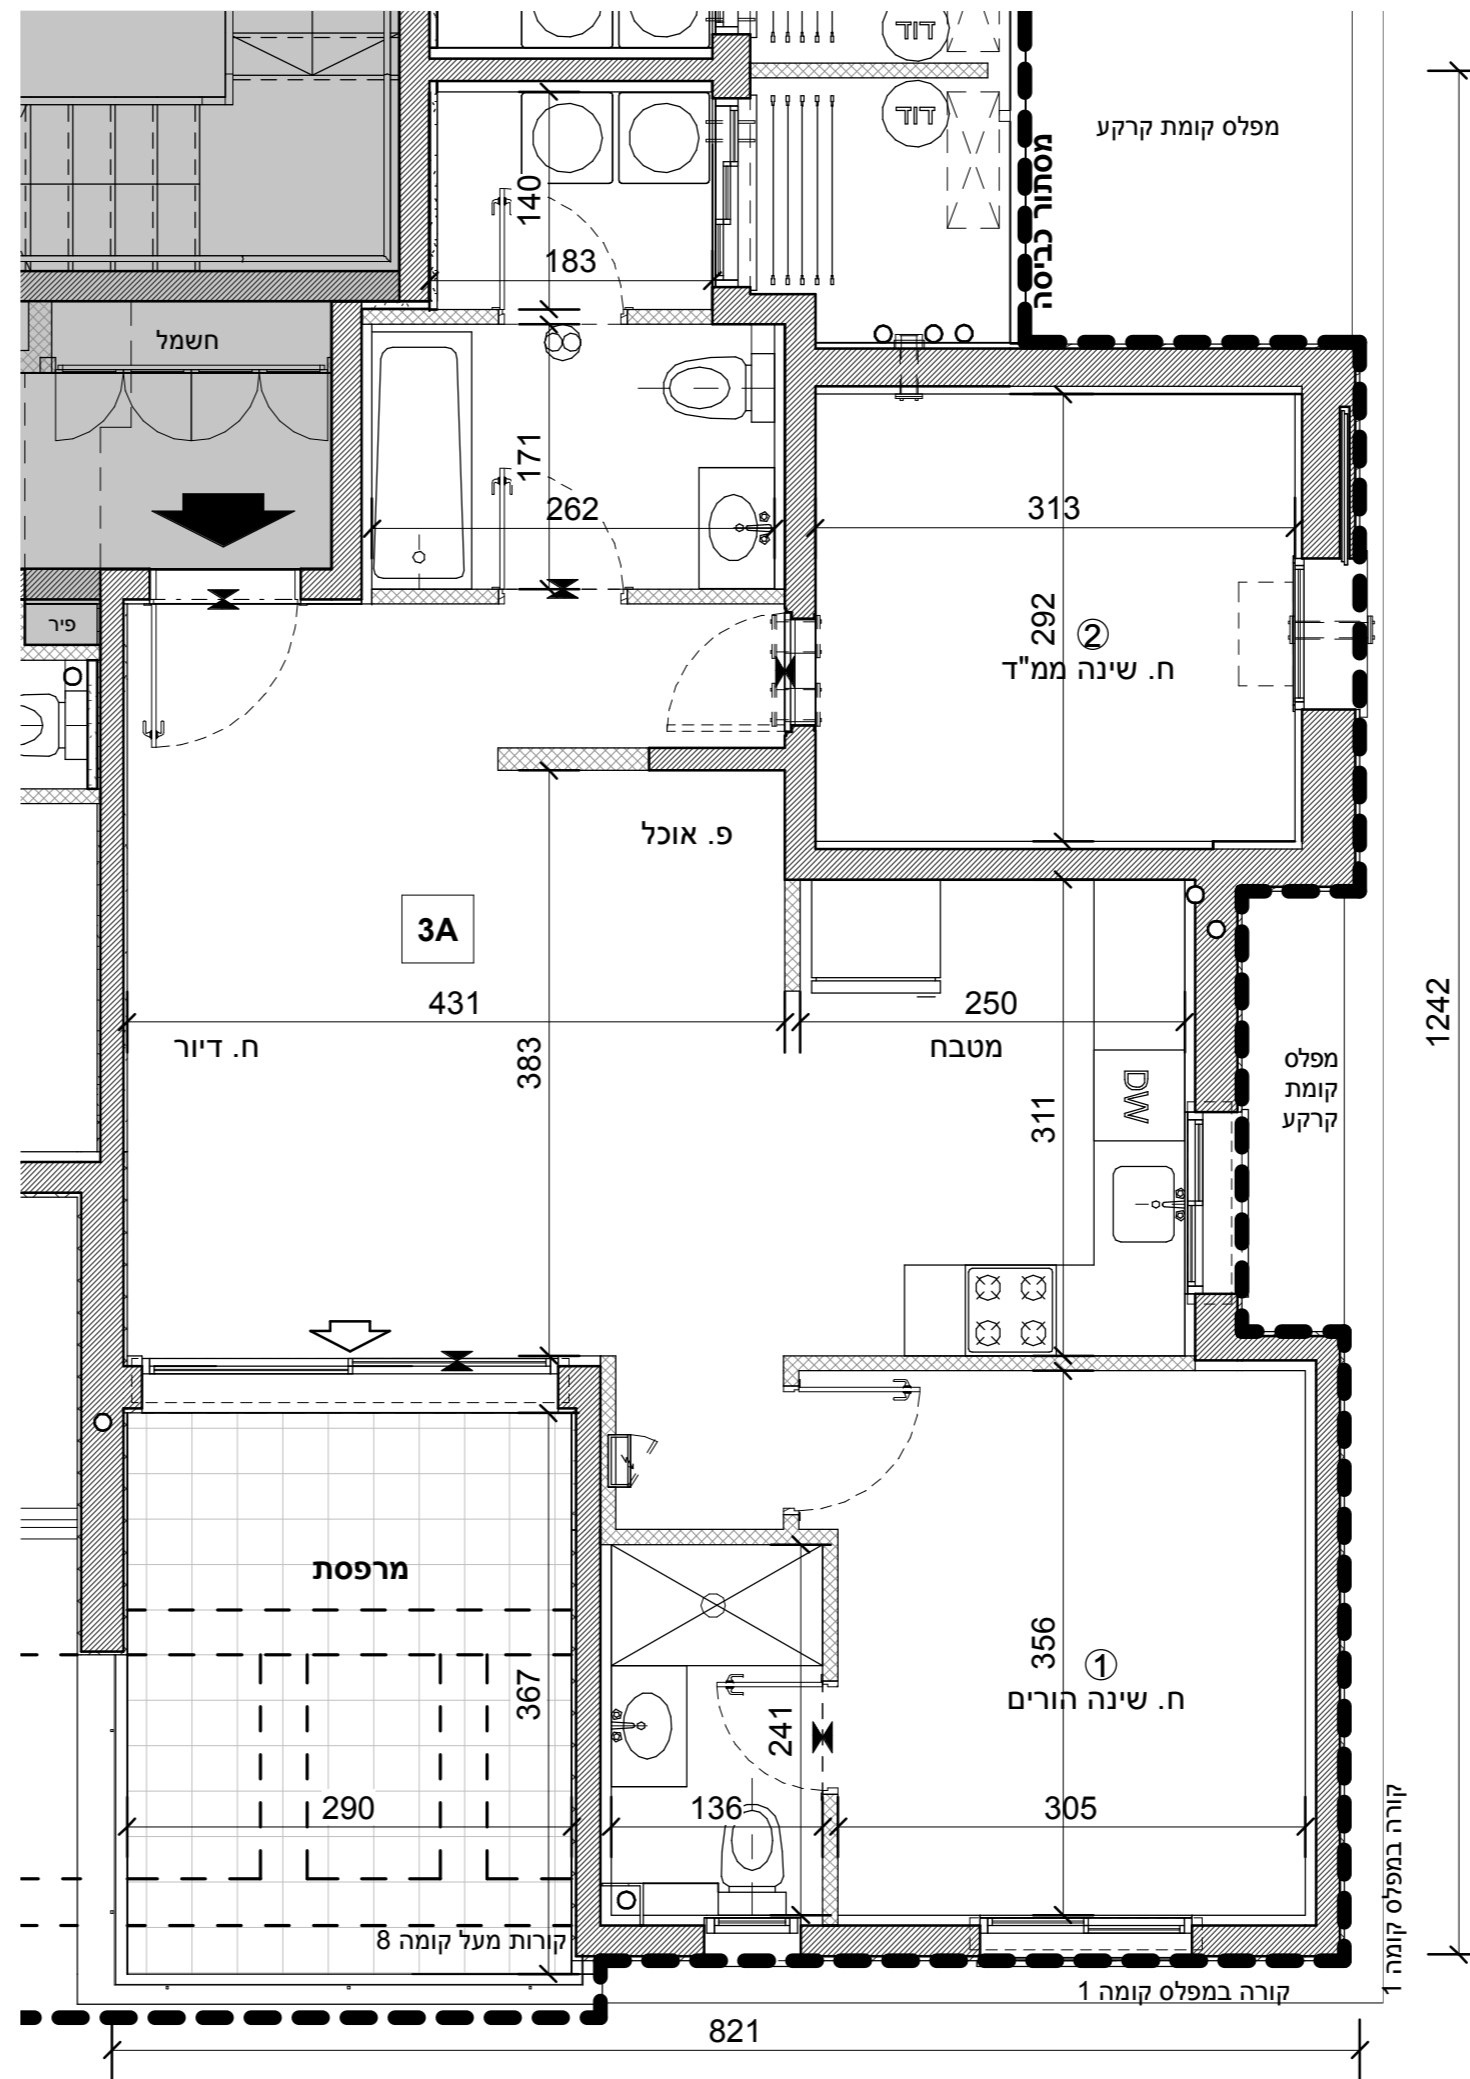 דוד
דוד
מפלס קומת קרקע
מסתור כביסה
140
183
חשמל
171
262
313
292
2
ח. שינה ממ"ד
פיר
פ. אוכל
3A
431
250
ח. דיור
מטבח
383
311
DW
מפלס
קומת
קרקע
1242
מרפסת
367
356
1
ח. שינה הורים
241
290
136
305
קורות מעל קומה 8
קורה במפלס קומה 1
קורה במפלס קומה 1
821